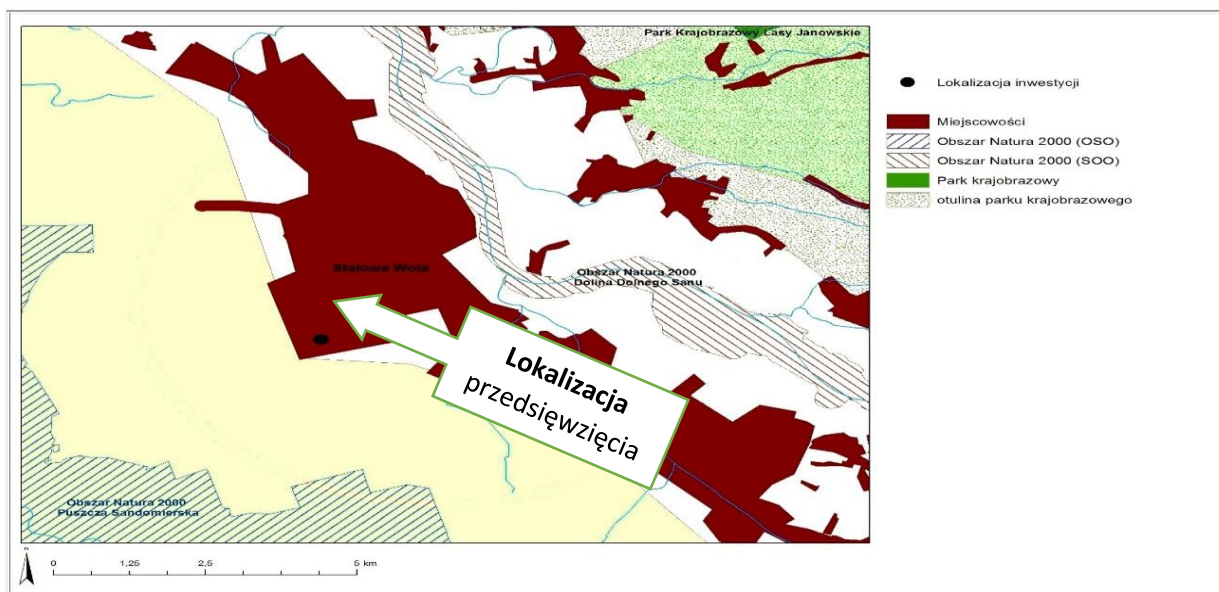 Park Krajobrazowy Lasy Janowskie
Stalowa Wola
Obszar Natura 2000
Dolina Dolnego Sanu
Lokalizacja
przedsięwzięcia
Obszar Natura 2000
Puszcza Sandomierska
Lokalizacja inwestycji
Miejscowości
Obszar Natura 2000 (OSO)
Obszar Natura 2000 (SOO)
Park krajobrazowy
otulina parku krajobrazowego
N
0 1,25 2,5 5 km